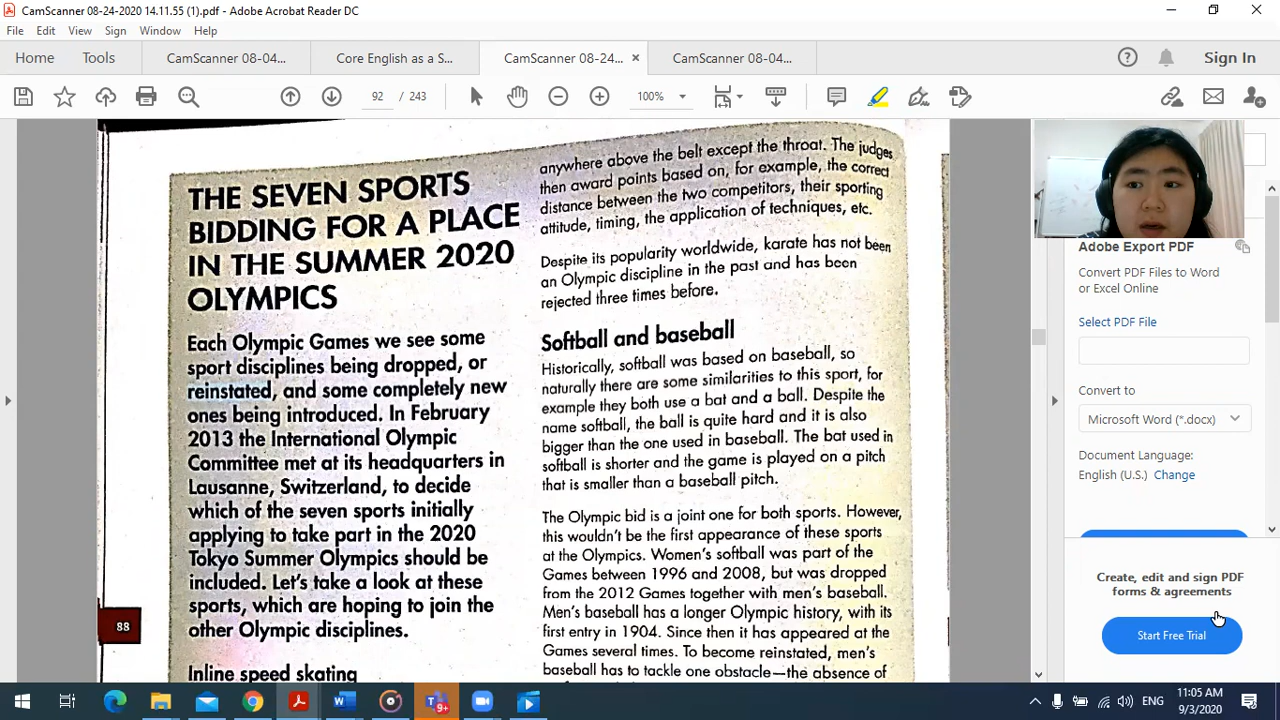 CamScanner 08-24-2020 14.11.55 (1).pdf - Adobe Acrobat Reader DC
File Edit View Sign Window Help
Home Tools CamScanner 08-04... Core English as a S... CamScanner 08-24... × CamScanner 08-04... Sign In
92 / 243 100%
THE SEVEN SPORTS
BIDDING FOR A PLACE
IN THE SUMMER 2020
OLYMPICS
Each Olympic Games we see some
sport disciplines being dropped, or
reinstated, and some completely new
ones being introduced. In February
2013 the International Olympic
Committee met at its headquarters in
Lausanne, Switzerland, to decide
which of the seven sports initially
applying to take part in the 2020
Tokyo Summer Olympics should be
included. Let's take a look at these
sports, which are hoping to join the
other Olympic disciplines.
Inline speed skating
88
anywhere above the belt except the throat. The judges
then award points based on, for example, the correct
distance between the two competitors, their sporting
attitude, timing, the application of techniques, etc.
Despite its popularity worldwide, karate has not been
an Olympic discipline in the past and has been
rejected three times before.
Softball and baseball
Historically, softball was based on baseball, so
naturally there are some similarities to this sport, for
example they both use a bat and a ball. Despite the
name softball, the ball is quite hard and it is also
bigger than the one used in baseball. The bat used in
softball is shorter and the game is played on a pitch
that is smaller than a baseball pitch.
The Olympic bid is a joint one for both sports. However,
this wouldn't be the first appearance of these sports
at the Olympics. Women's softball was part of the
Games between 1996 and 2008, but was dropped
from the 2012 Games together with men's baseball.
Men's baseball has a longer Olympic history, with its
first entry in 1904. Since then it has appeared at the
Games several times. To become reinstated, men's
baseball has to tackle one obstacle—the absence of
Adobe Export PDF
Convert PDF Files to Word
or Excel Online
Select PDF File
Convert to
Microsoft Word (*.docx)
Document Language:
English (U.S.) Change
Create, edit and sign PDF
forms & agreements
Start Free Trial
9+
ENG
11:05 AM
9/3/2020